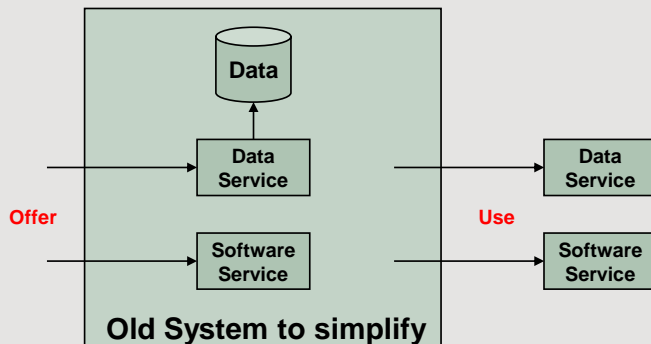 Data
Data
Service
Data
Service
Offer
Use
Software
Service
Software
Service
Old System to simplify